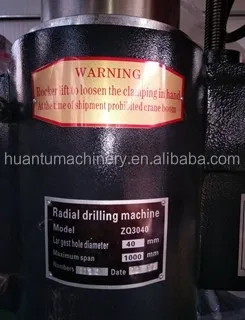 WARNING
Rocker lift to loosen the clamping in hand
At the time of shipment prohibited crane boom
huantumachinery.en.alibaba.com
Radial drilling machine
Model ZQ3040
Largest hole diameter 40 mm
Maximum span 1000 mm
Numbers Date